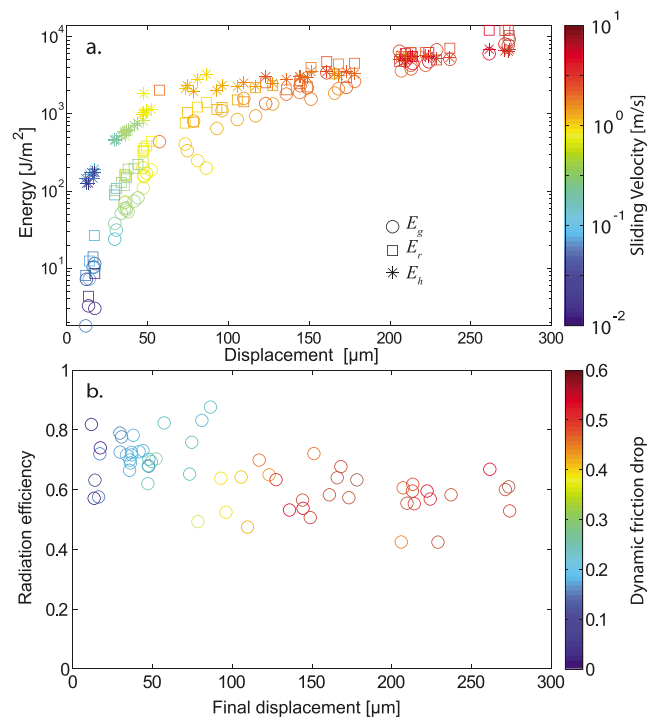 a.
10^4
10^3
10^2
10^1
Energy [J/m^2]
E_g
E_r
E_h
0 50 100 150 200 250 300
Displacement [µm]
10^1
10^0
10^-1
10^-2
Sliding Velocity [m/s]
b.
1
0.8
0.6
0.4
0.2
0
Radiation efficiency
0 50 100 150 200 250 300
Final displacement [µm]
0.6
0.5
0.4
0.3
0.2
0.1
0
Dynamic friction drop